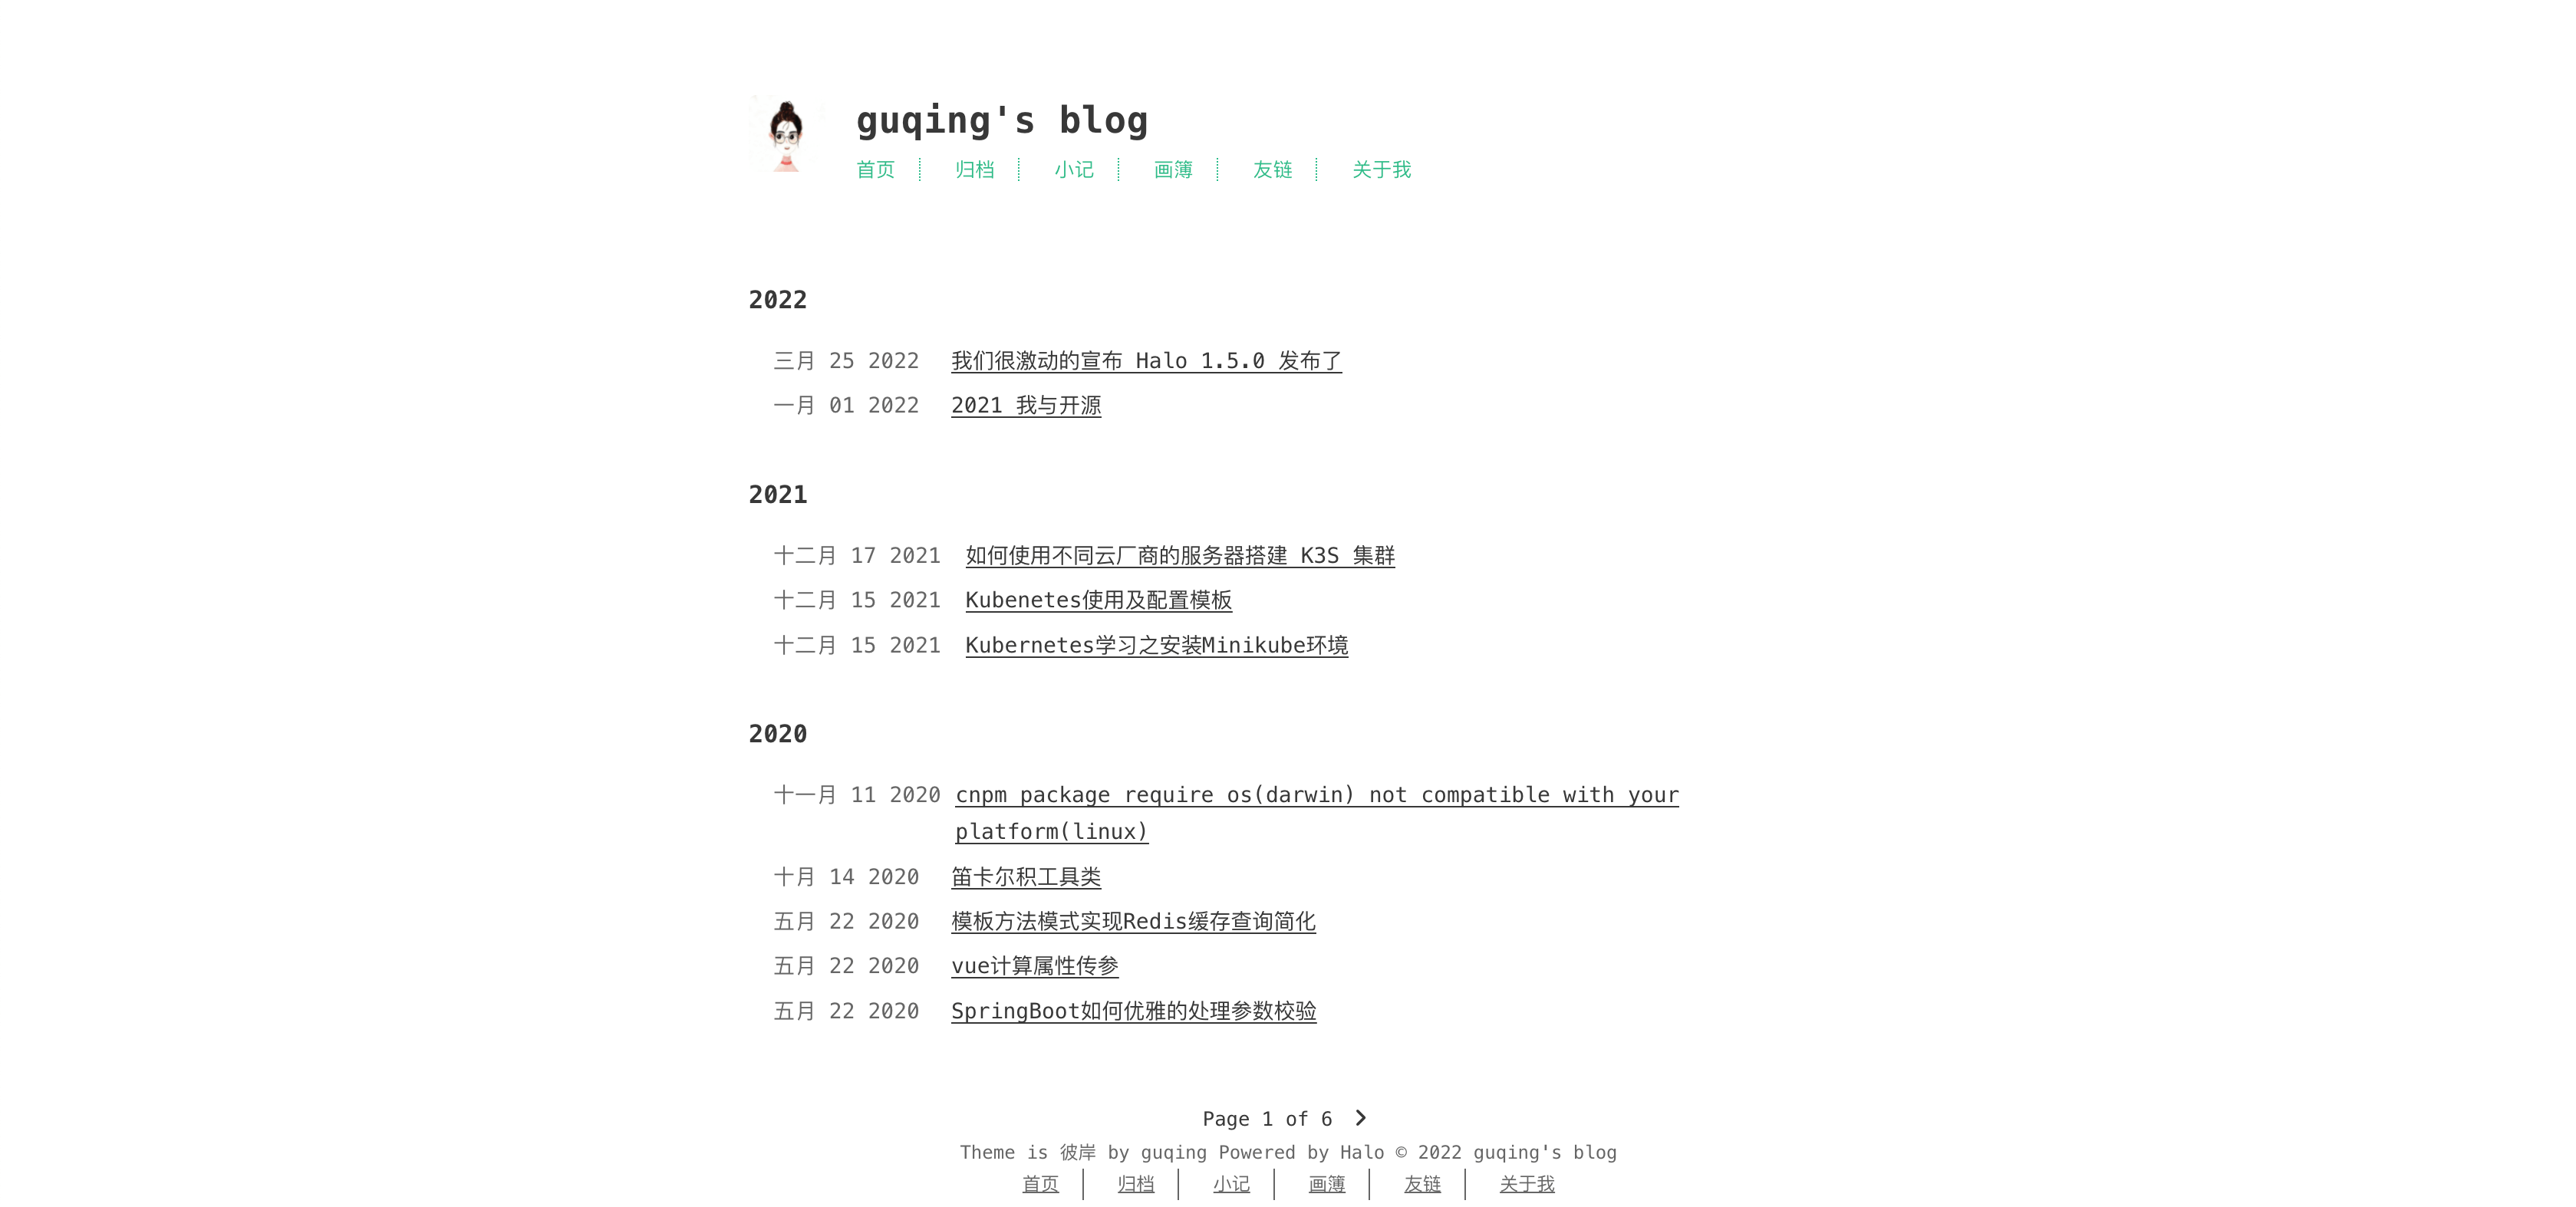 guqing's blog
首页 归档 小记 画簿 友链 关于我
2022
三月 25 2022 我们很激动的宣布 Halo 1.5.0 发布了
一月 01 2022 2021 我与开源
2021
十二月 17 2021 如何使用不同云厂商的服务器搭建 K3S 集群
十二月 15 2021 Kubenetes使用及配置模板
十二月 15 2021 Kubernetes学习之安装Minikube环境
2020
十一月 11 2020 cnpm package require os(darwin) not compatible with your
platform(linux)
十月 14 2020 笛卡尔积工具类
五月 22 2020 模板方法模式实现Redis缓存查询简化
五月 22 2020 vue计算属性传参
五月 22 2020 SpringBoot如何优雅的处理参数校验
Page 1 of 6
Theme is 彼岸 by guqing Powered by Halo © 2022 guqing's blog
首页 归档 小记 画簿 友链 关于我